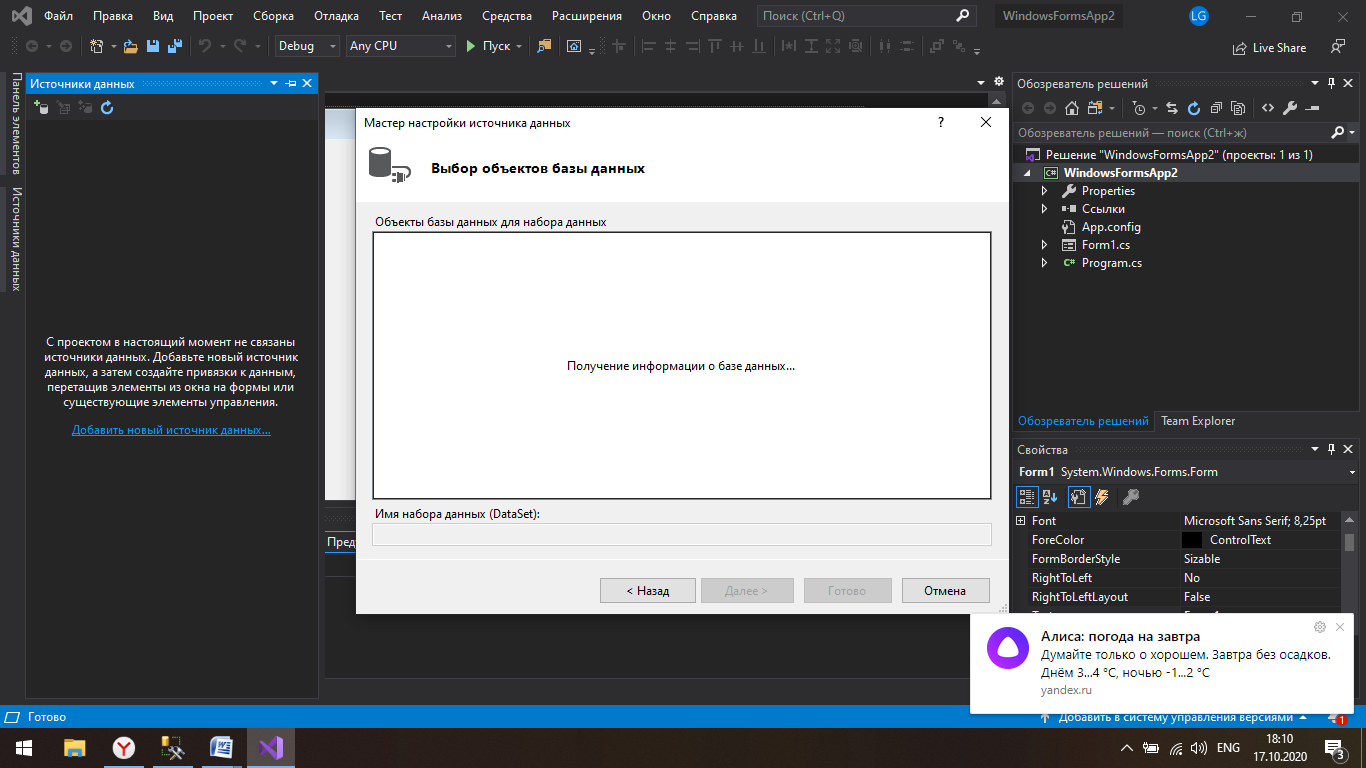 Файл Правка Вид Проект Сборка Отладка Тест Анализ Средства Расширения Окно Справка Поиск (Ctrl+Q) WindowsFormsApp2 LG
Debug Any CPU Пуск Live Share
Панель элементов
Источники данных
Источники данных
С проектом в настоящий момент не связаны
источники данных. Добавьте новый источник
данных, а затем создайте привязки к данным,
перетащив элементы из окна на формы или
существующие элементы управления.
Добавить новый источник данных...
Мастер настройки источника данных ?
Выбор объектов базы данных
Объекты базы данных для набора данных
Получение информации о базе данных...
Имя набора данных (DataSet):
< Назад Далее > Готово Отмена
Пред
Обозреватель решений
Обозреватель решений — поиск (Ctrl+ж)
Решение "WindowsFormsApp2" (проекты: 1 из 1)
C# WindowsFormsApp2
Properties
Ссылки
App.config
Form1.cs
C# Program.cs
Обозреватель решений Team Explorer
Свойства
Form1 System.Windows.Forms.Form
Font Microsoft Sans Serif; 8,25pt
ForeColor ControlText
FormBorderStyle Sizable
RightToLeft No
RightToLeftLayout False
Алиса: погода на завтра
Думайте только о хорошем. Завтра без осадков.
Днём 3...4 °C, ночью -1...2 °C
yandex.ru
Готово Добавить в систему управления версиями 1
ENG 18:10
17.10.2020 3